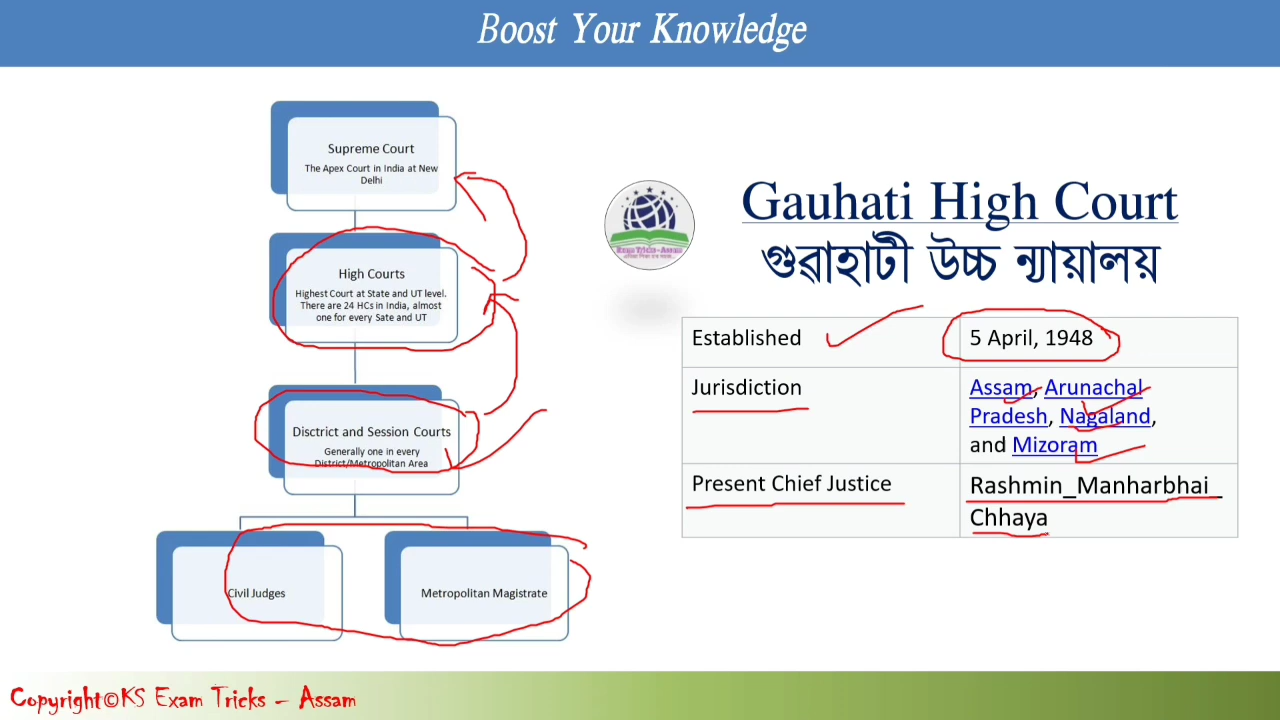 Boost Your Knowledge
Supreme Court
The Apex Court in India at New
Delhi
High Courts
Highest Court at State and UT level.
There are 24 HCs in India, almost
one for every Sate and UT
Disctrict and Session Courts
Generally one in every
District/Metropolitan Area
Civil Judges
Metropolitan Magistrate
Exam Tricks - Assam
Gauhati High Court
গুৱাহাটী উচ্চ ন্যায়ালয়
Established
5 April, 1948
Jurisdiction
Assam, Arunachal
Pradesh, Nagaland,
and Mizoram
Present Chief Justice
Rashmin_Manharbhai_
Chhaya
Copyright©KS Exam Tricks – Assam